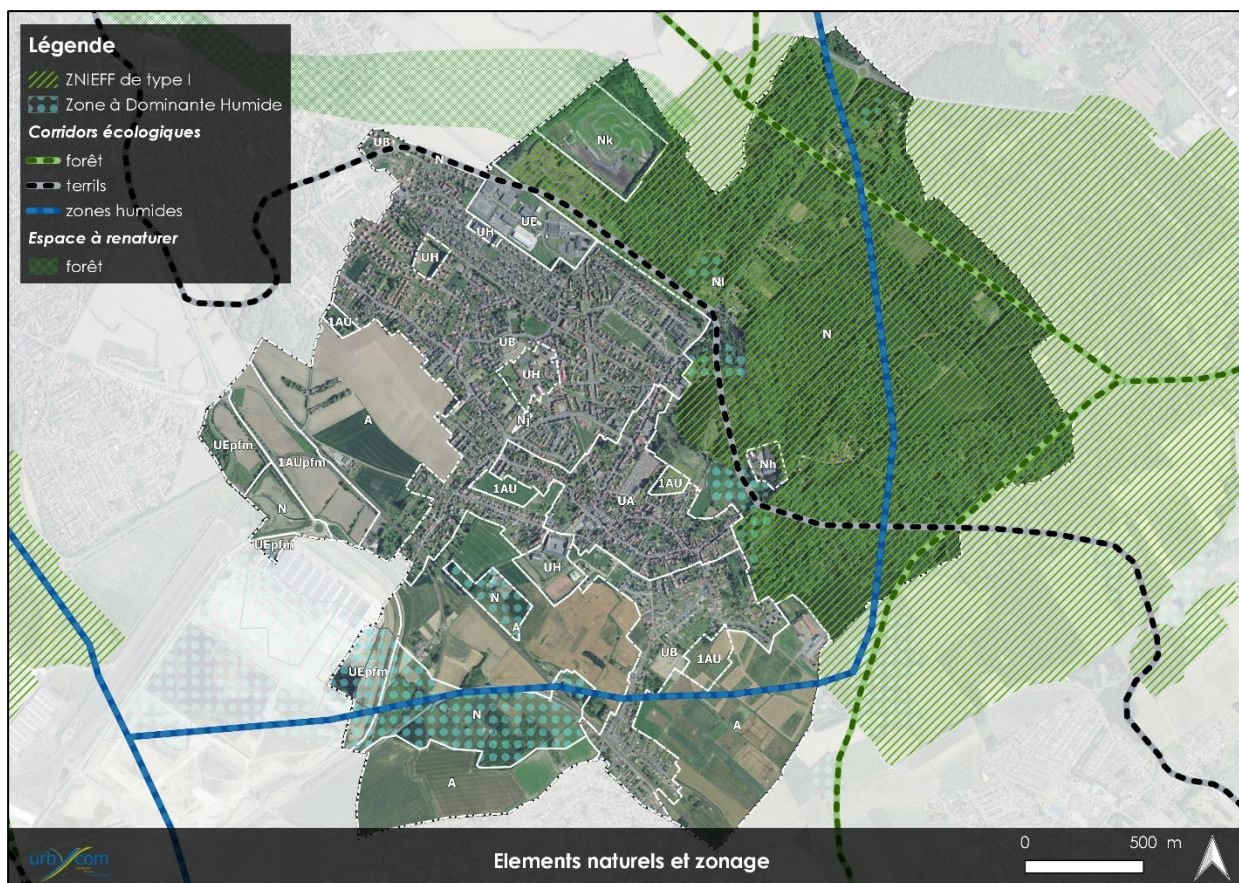 Légende
ZNIEFF de type I
Zone à Dominante Humide
Corridors écologiques
forêt
terrils
zones humides
Espace à renaturer
forêt
UB
N
Nk
UE
UH
UH
Nl
1AU
N
UB
UH
Nj
A
UEpfm
1AUpfm
Nh
1AU
1AU
UA
N
UEpfm
UH
N
A
UB
1AU
UEpfm
N
A
A
urbycom
Elements naturels et zonage
0 500 m